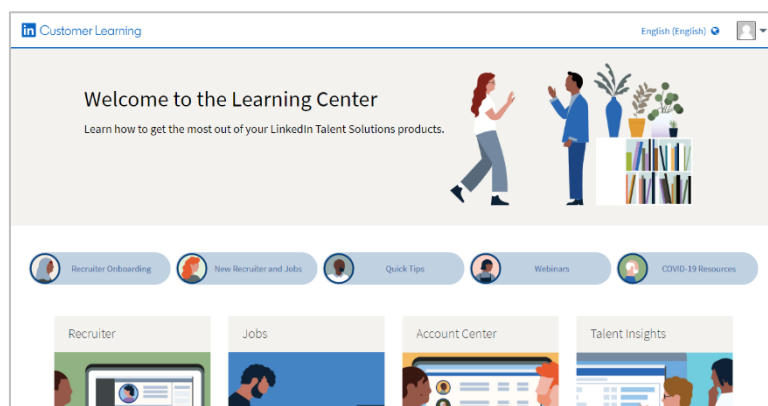 in Customer Learning
English (English)
Welcome to the Learning Center
Learn how to get the most out of your LinkedIn Talent Solutions products.
Recruiter Onboarding
New Recruiter and Jobs
Quick Tips
Webinars
COVID-19 Resources
Recruiter
Jobs
Account Center
Talent Insights